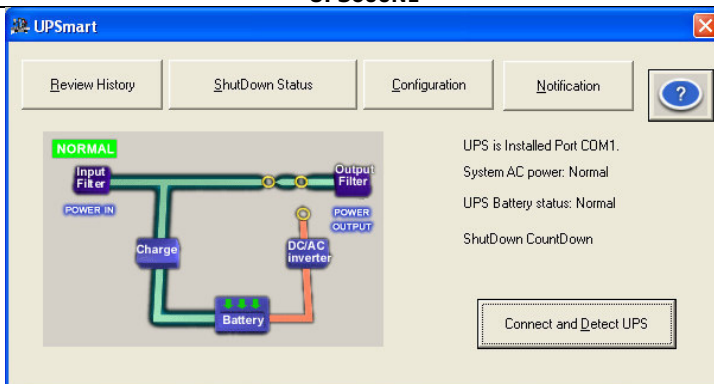 UPSmart
Review History
ShutDown Status
Configuration
Notification
?
NORMAL
Input
Filter
POWER IN
Output
Filter
POWER
OUTPUT
Charge
DC/AC
inverter
Battery
UPS is Installed Port COM1.
System AC power: Normal
UPS Battery status: Normal
ShutDown CountDown
Connect and Detect UPS